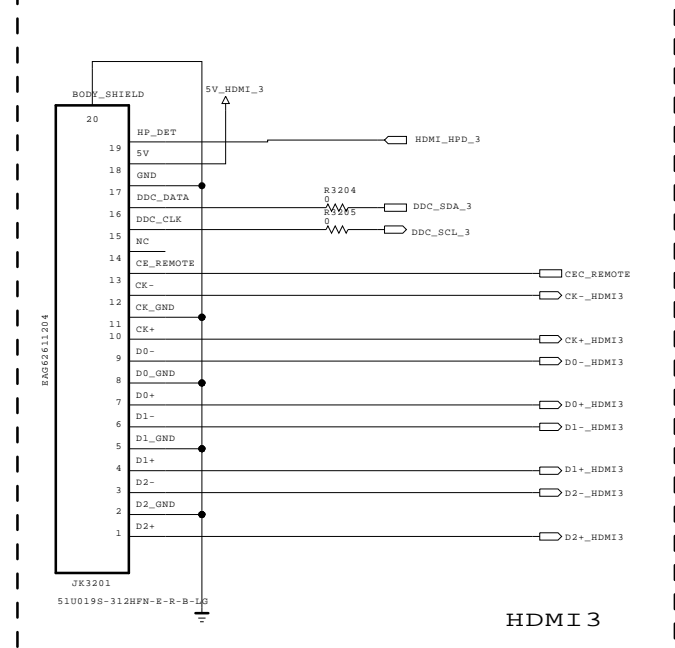 BODY_SHIELD
5V_HDMI_3
20
HP_DET
19
HDMI_HPD_3
5V
18
GND
17
R3204
0
DDC_DATA
16
DDC_SDA_3
R3205
0
DDC_CLK
15
DDC_SCL_3
NC
14
CE_REMOTE
13
CEC_REMOTE
CK-
12
CK-_HDMI3
CK_GND
11
CK+
10
CK+_HDMI3
D0-
9
D0-_HDMI3
D0_GND
8
D0+
7
D0+_HDMI3
D1-
6
D1-_HDMI3
D1_GND
5
D1+
4
D1+_HDMI3
D2-
3
D2-_HDMI3
D2_GND
2
D2+
1
D2+_HDMI3
EAG62611204
JK3201
51U019S-312HFN-E-R-B-LG
HDMI3